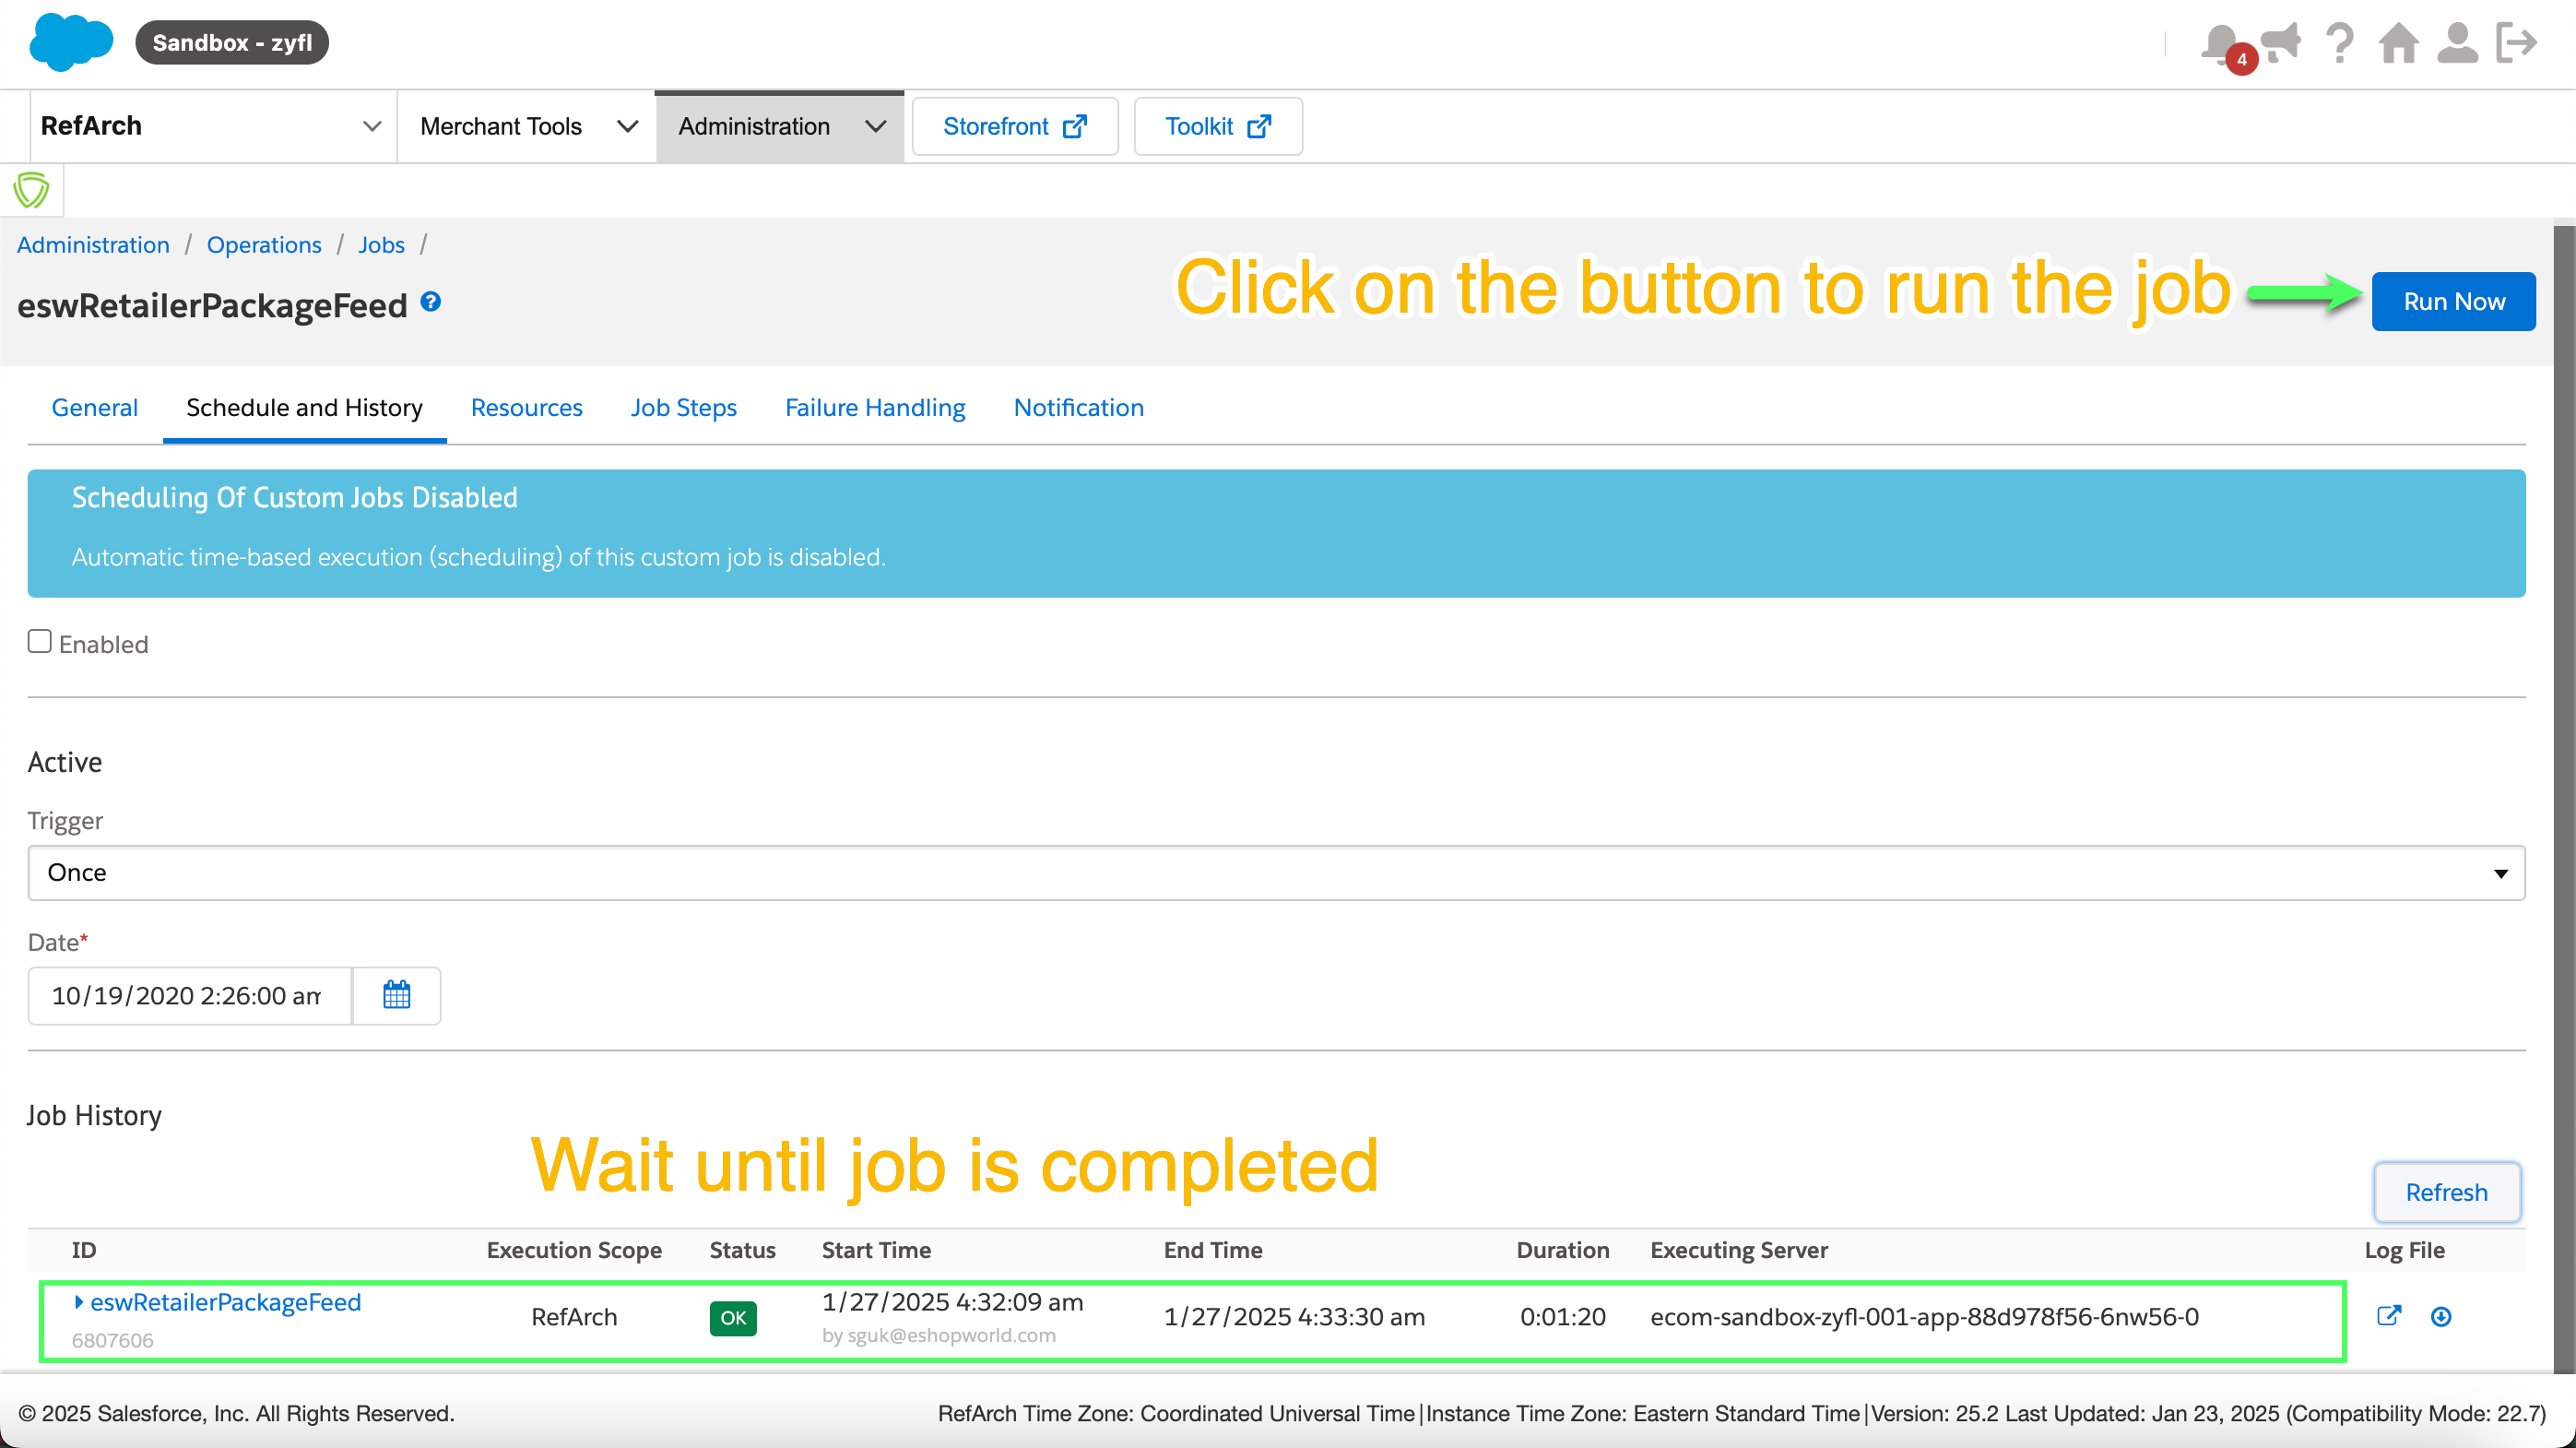 Sandbox - zyfl
4
RefArch
Merchant Tools
Administration
Storefront
Toolkit
Administration / Operations / Jobs /
eswRetailerPackageFeed ?
Click on the button to run the job
Run Now
General
Schedule and History
Resources
Job Steps
Failure Handling
Notification
Scheduling Of Custom Jobs Disabled
Automatic time-based execution (scheduling) of this custom job is disabled.
Enabled
Active
Trigger
Once
Date*
10/19/2020 2:26:00 am
Job History
Wait until job is completed
Refresh
ID Execution Scope Status Start Time End Time Duration Executing Server Log File
eswRetailerPackageFeed RefArch OK 1/27/2025 4:32:09 am 1/27/2025 4:33:30 am 0:01:20 ecom-sandbox-zyfl-001-app-88d978f56-6nw56-0
6807606 by sguk@eshopworld.com
© 2025 Salesforce, Inc. All Rights Reserved.
RefArch Time Zone: Coordinated Universal Time|Instance Time Zone: Eastern Standard Time|Version: 25.2 Last Updated: Jan 23, 2025 (Compatibility Mode: 22.7)